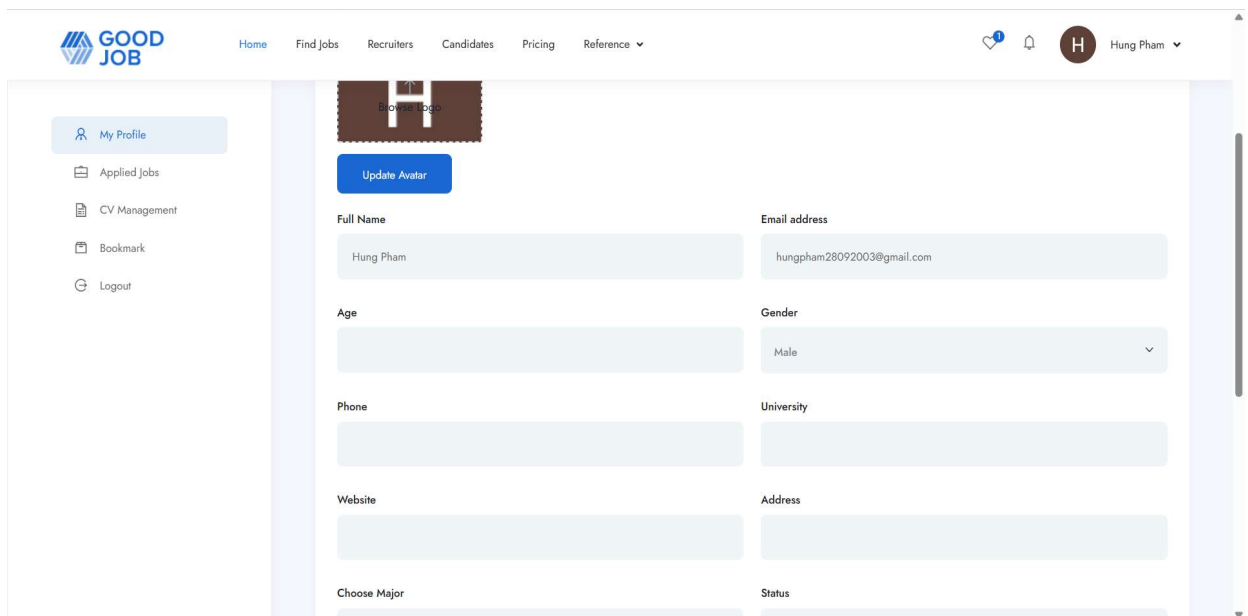 GOOD JOB
Home Find Jobs Recruiters Candidates Pricing Reference 1 H Hung Pham
H
Browse Logo
My Profile
Applied Jobs
CV Management
Bookmark
Logout
Update Avatar
Full Name Email address
Hung Pham hungpham28092003@gmail.com
Age Gender
Male
Phone University
Website Address
Choose Major Status